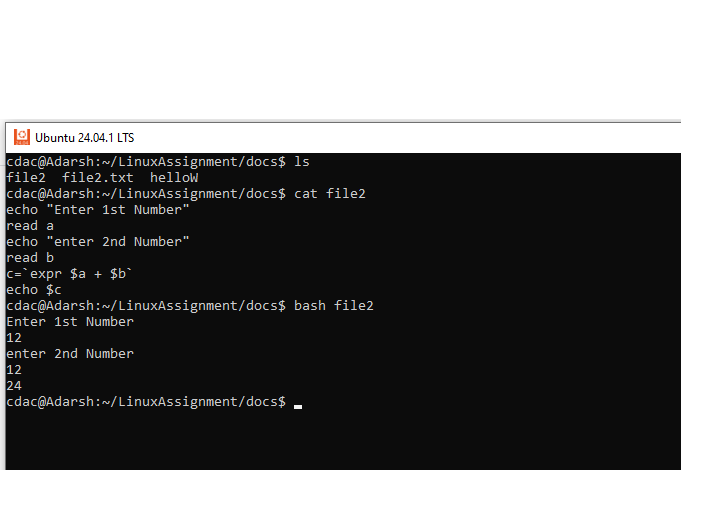 Ubuntu 24.04.1 LTS
cdac@Adarsh:~/LinuxAssignment/docs$ ls
file2  file2.txt  helloW
cdac@Adarsh:~/LinuxAssignment/docs$ cat file2
echo "Enter 1st Number"
read a
echo "enter 2nd Number"
read b
c=`expr $a + $b`
echo $c
cdac@Adarsh:~/LinuxAssignment/docs$ bash file2
Enter 1st Number
12
enter 2nd Number
12
24
cdac@Adarsh:~/LinuxAssignment/docs$